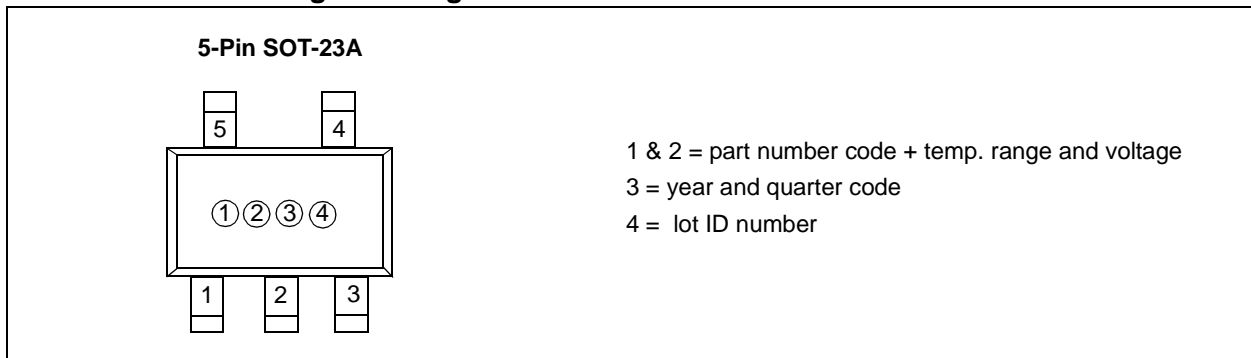 5-Pin SOT-23A
5 4
①②③④
1 2 3
1 & 2 = part number code + temp. range and voltage
3 = year and quarter code
4 = lot ID number